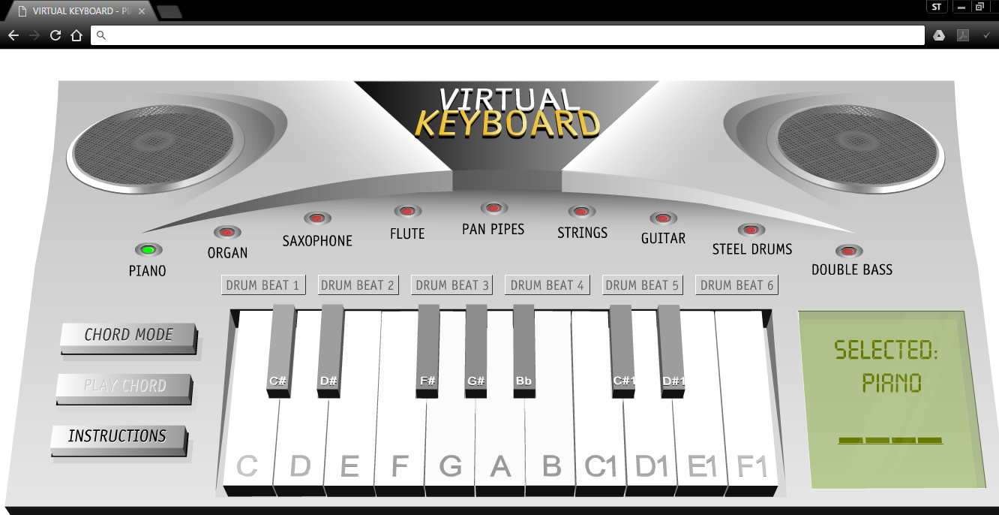 VIRTUAL KEYBOARD - PI
ST
VIRTUAL
KEYBOARD
PIANO
ORGAN
SAXOPHONE
FLUTE
PAN PIPES
STRINGS
GUITAR
STEEL DRUMS
DOUBLE BASS
DRUM BEAT 1
DRUM BEAT 2
DRUM BEAT 3
DRUM BEAT 4
DRUM BEAT 5
DRUM BEAT 6
CHORD MODE
PLAY CHORD
INSTRUCTIONS
C# D# F# G# Bb C#1 D#1
C D E F G A B C1 D1 E1 F1
SELECTED:
PIANO